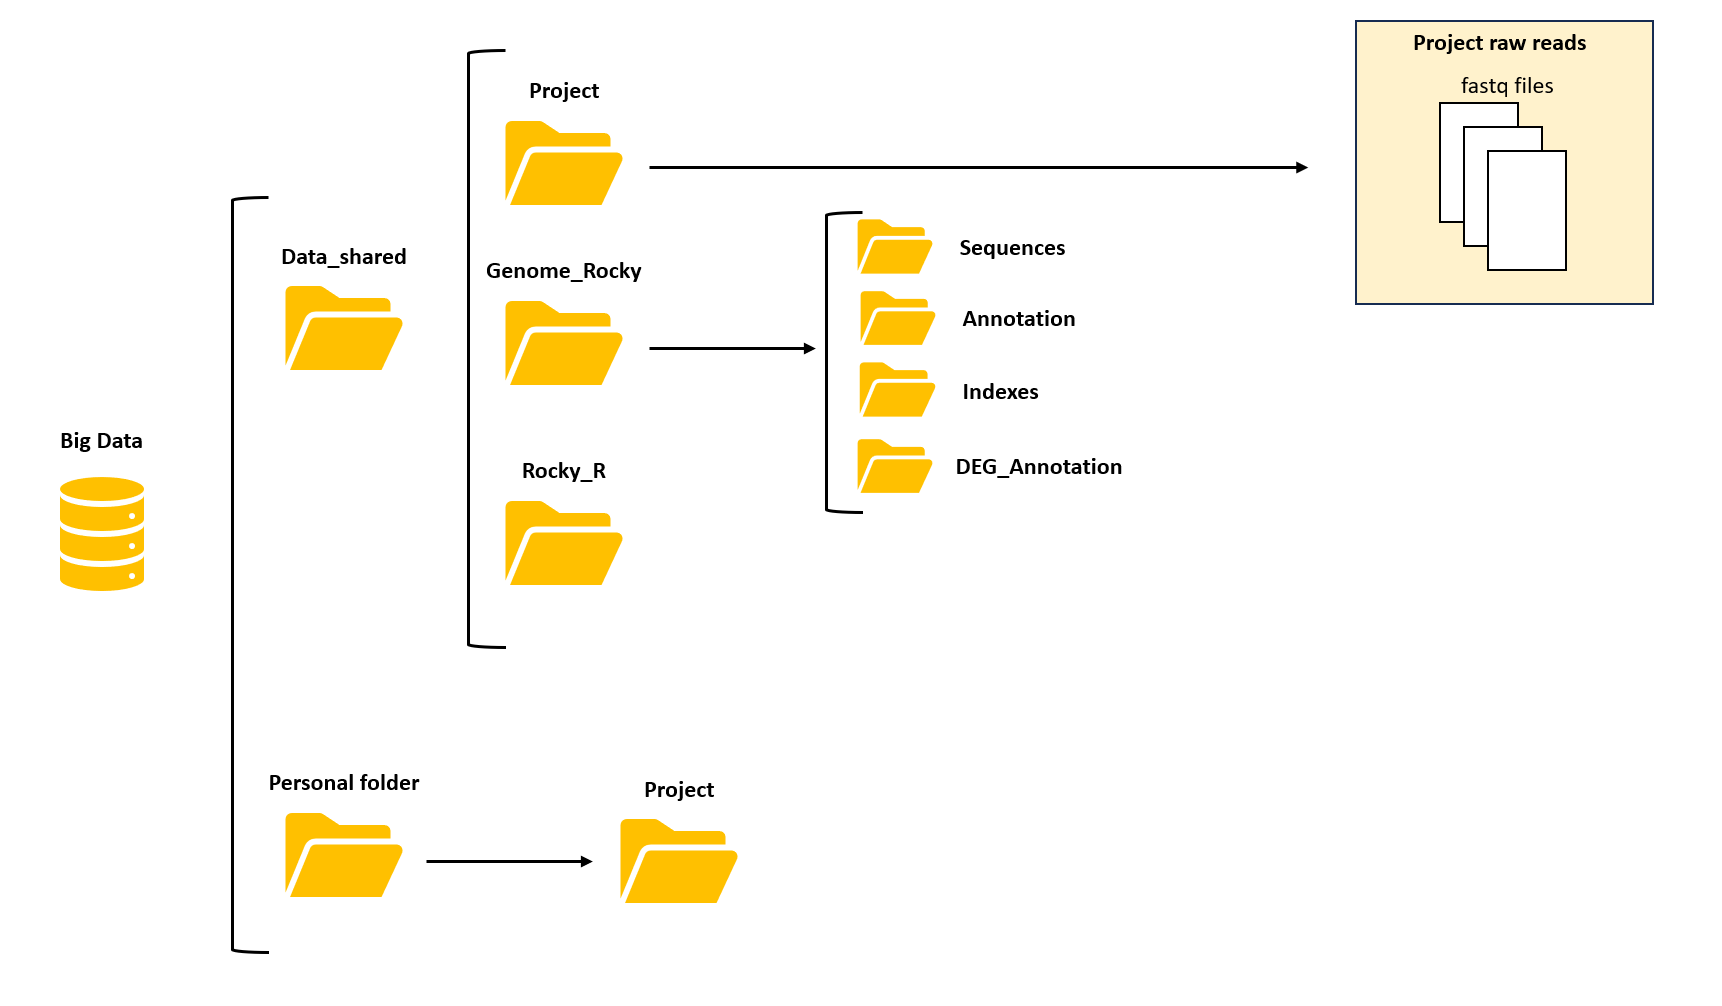 Project raw reads
fastq files
Project
Data_shared
Genome_Rocky
Sequences
Annotation
Indexes
Big Data
Rocky_R
DEG_Annotation
Personal folder
Project